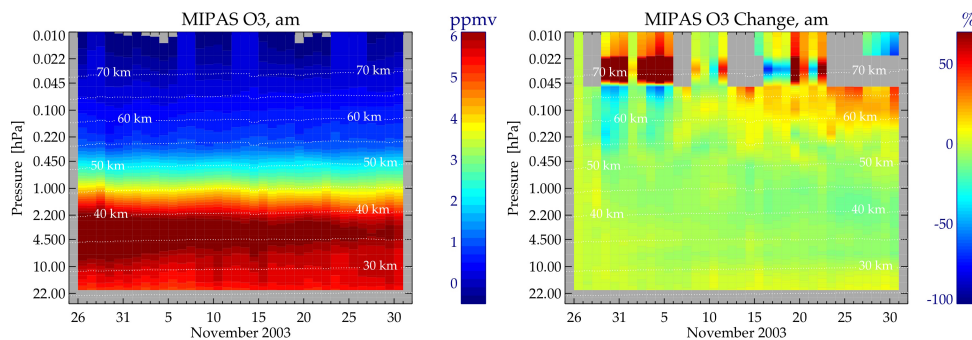 MIPAS O3, am
ppmv
0.010
0.022
0.045
0.100
0.220
0.450
1.000
2.200
4.500
10.00
22.00
Pressure [hPa]
70 km
70 km
60 km
60 km
50 km
50 km
40 km
40 km
30 km
26
31
5
10
15
20
25
30
November 2003
6
5
4
3
2
1
0
MIPAS O3 Change, am
%
0.010
0.022
0.045
0.100
0.220
0.450
1.000
2.200
4.500
10.00
22.00
Pressure [hPa]
70 km
70 km
60 km
60 km
50 km
50 km
40 km
40 km
30 km
26
31
5
10
15
20
25
30
November 2003
50
0
-50
-100